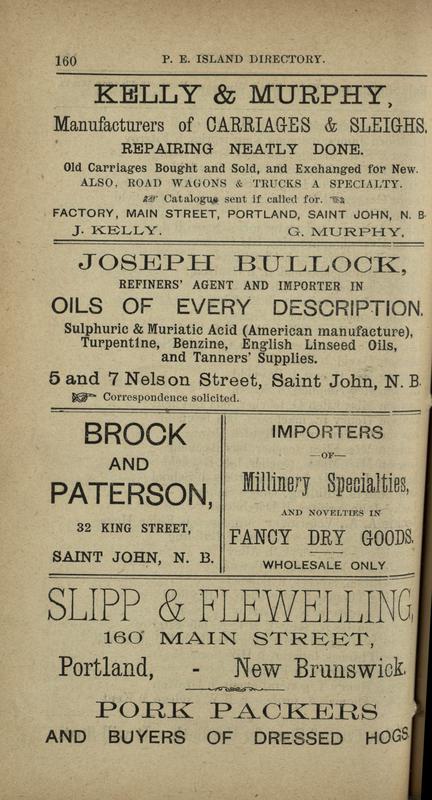 160
P. E. ISLAND DIRECTORY.
KELLY & MURPHY,
Manufacturers of CARRIAGES & SLEIGHS.
REPAIRING NEATLY DONE.
Old Carriages Bought and Sold, and Exchanged for New.
ALSO, ROAD WAGONS & TRUCKS A SPECIALTY.
☞ Catalogue sent if called for. ☜
FACTORY, MAIN STREET, PORTLAND, SAINT JOHN, N. B.
J. KELLY. G. MURPHY.
JOSEPH BULLOCK,
REFINERS' AGENT AND IMPORTER IN
OILS OF EVERY DESCRIPTION.
Sulphuric & Muriatic Acid (American manufacture),
Turpentine, Benzine, English Linseed Oils,
and Tanners' Supplies.
5 and 7 Nelson Street, Saint John, N. B.
☞ Correspondence solicited.
BROCK
AND
PATERSON,
32 KING STREET,
SAINT JOHN, N. B.
IMPORTERS
—OF—
Millinery Specialties,
AND NOVELTIES IN
FANCY DRY GOODS.
WHOLESALE ONLY
SLIPP & FLEWELLING,
160 MAIN STREET,
Portland, - New Brunswick.
PORK PACKERS
AND BUYERS OF DRESSED HOGS.